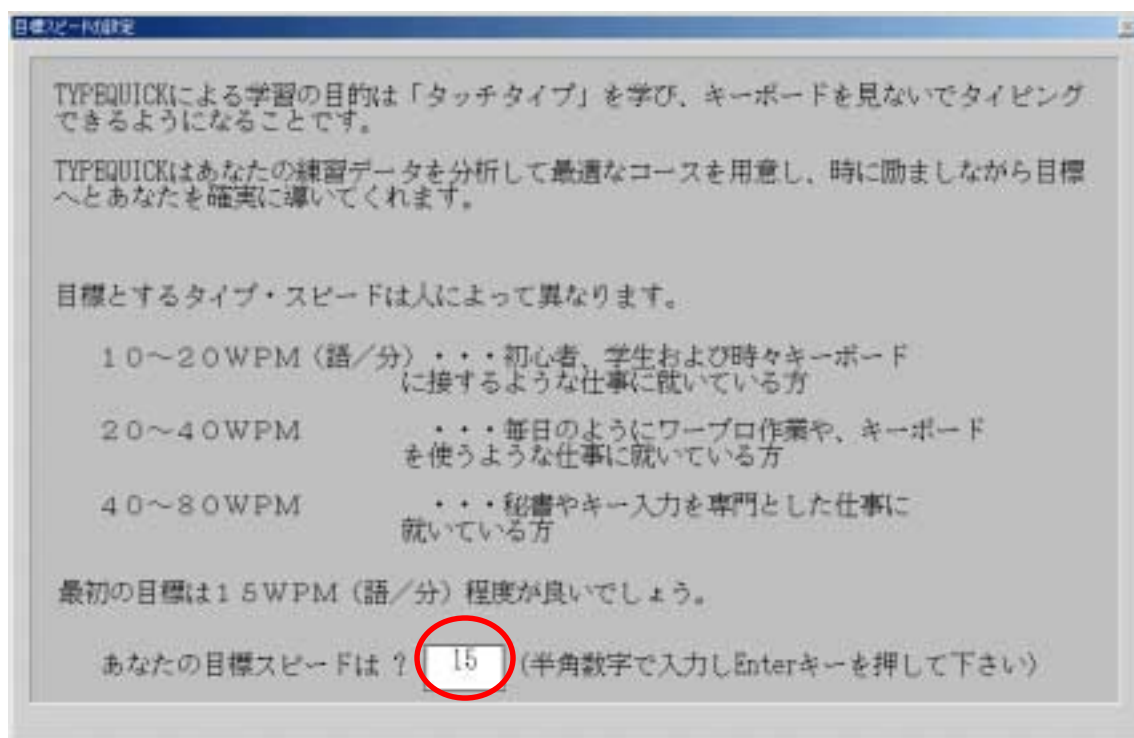 目標スピードの設定
TYPEQUICKによる学習の目的は「タッチタイプ」を学び、キーボードを見ないでタイピング
できるようになることです。
TYPEQUICKはあなたの練習データを分析して最適なコースを用意し、時に励ましながら目標
へとあなたを確実に導いてくれます。
目標とするタイプ・スピードは人によって異なります。
１０～２０WPM（語／分）・・・初心者、学生および時々キーボード
に接するような仕事に就いている方
２０～４０WPM ・・・毎日のようにワープロ作業や、キーボード
を使うような仕事に就いている方
４０～８０WPM ・・・秘書やキー入力を専門とした仕事に
就いている方
最初の目標は１５WPM（語／分）程度が良いでしょう。
あなたの目標スピードは？ 15 (半角数字で入力しEnterキーを押して下さい)